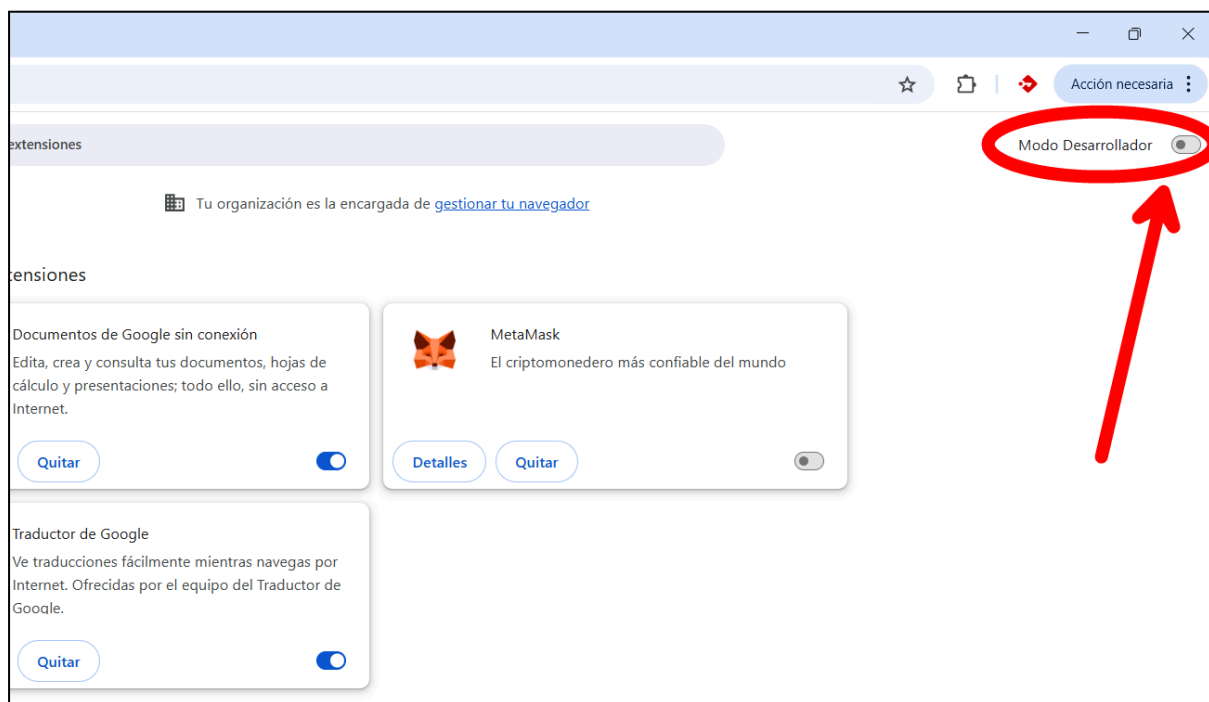 Acción necesaria
extensiones
Modo Desarrollador
Tu organización es la encargada de gestionar tu navegador
tensiones
Documentos de Google sin conexión
Edita, crea y consulta tus documentos, hojas de
cálculo y presentaciones; todo ello, sin acceso a
Internet.
Quitar
MetaMask
El criptomonedero más confiable del mundo
Detalles
Quitar
Traductor de Google
Ve traducciones fácilmente mientras navegas por
Internet. Ofrecidas por el equipo del Traductor de
Google.
Quitar